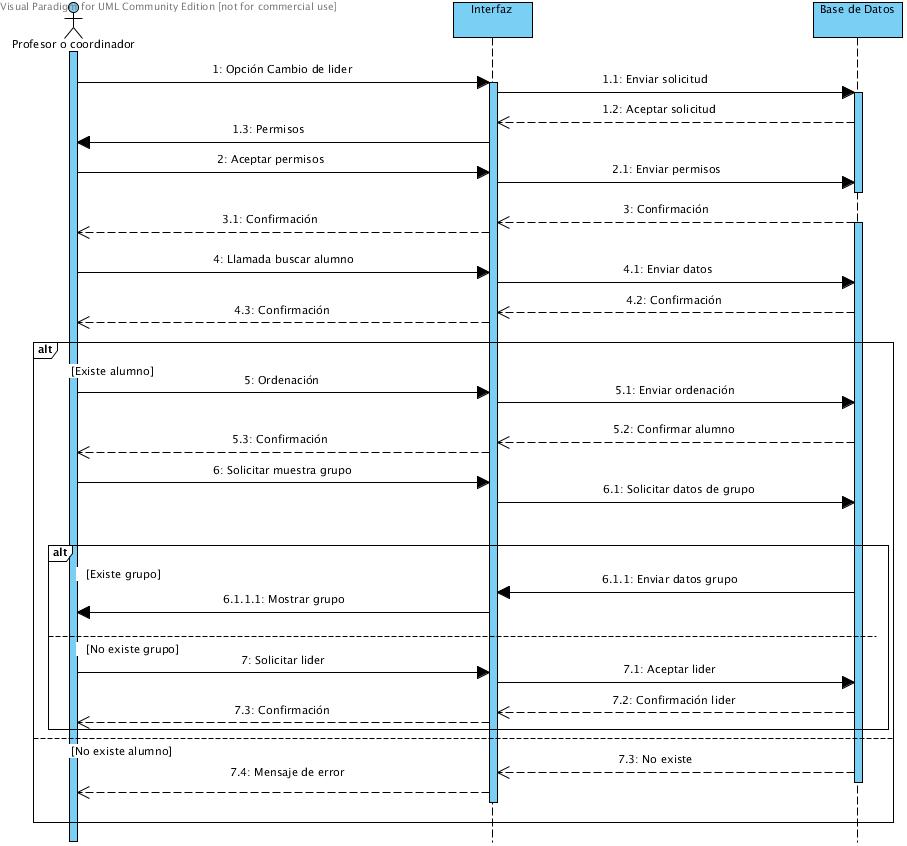 Visual Paradigm for UML Community Edition [not for commercial use]
Interfaz
Base de Datos
Profesor o coordinador
1: Opción Cambio de lider
1.1: Enviar solicitud
1.2: Aceptar solicitud
1.3: Permisos
2: Aceptar permisos
2.1: Enviar permisos
3: Confirmación
3.1: Confirmación
4: Llamada buscar alumno
4.1: Enviar datos
4.2: Confirmación
4.3: Confirmación
alt
[Existe alumno]
5: Ordenación
5.1: Enviar ordenación
5.2: Confirmar alumno
5.3: Confirmación
6: Solicitar muestra grupo
6.1: Solicitar datos de grupo
alt
[Existe grupo]
6.1.1: Enviar datos grupo
6.1.1.1: Mostrar grupo
[No existe grupo]
7: Solicitar lider
7.1: Aceptar lider
7.2: Confirmación lider
7.3: Confirmación
[No existe alumno]
7.3: No existe
7.4: Mensaje de error